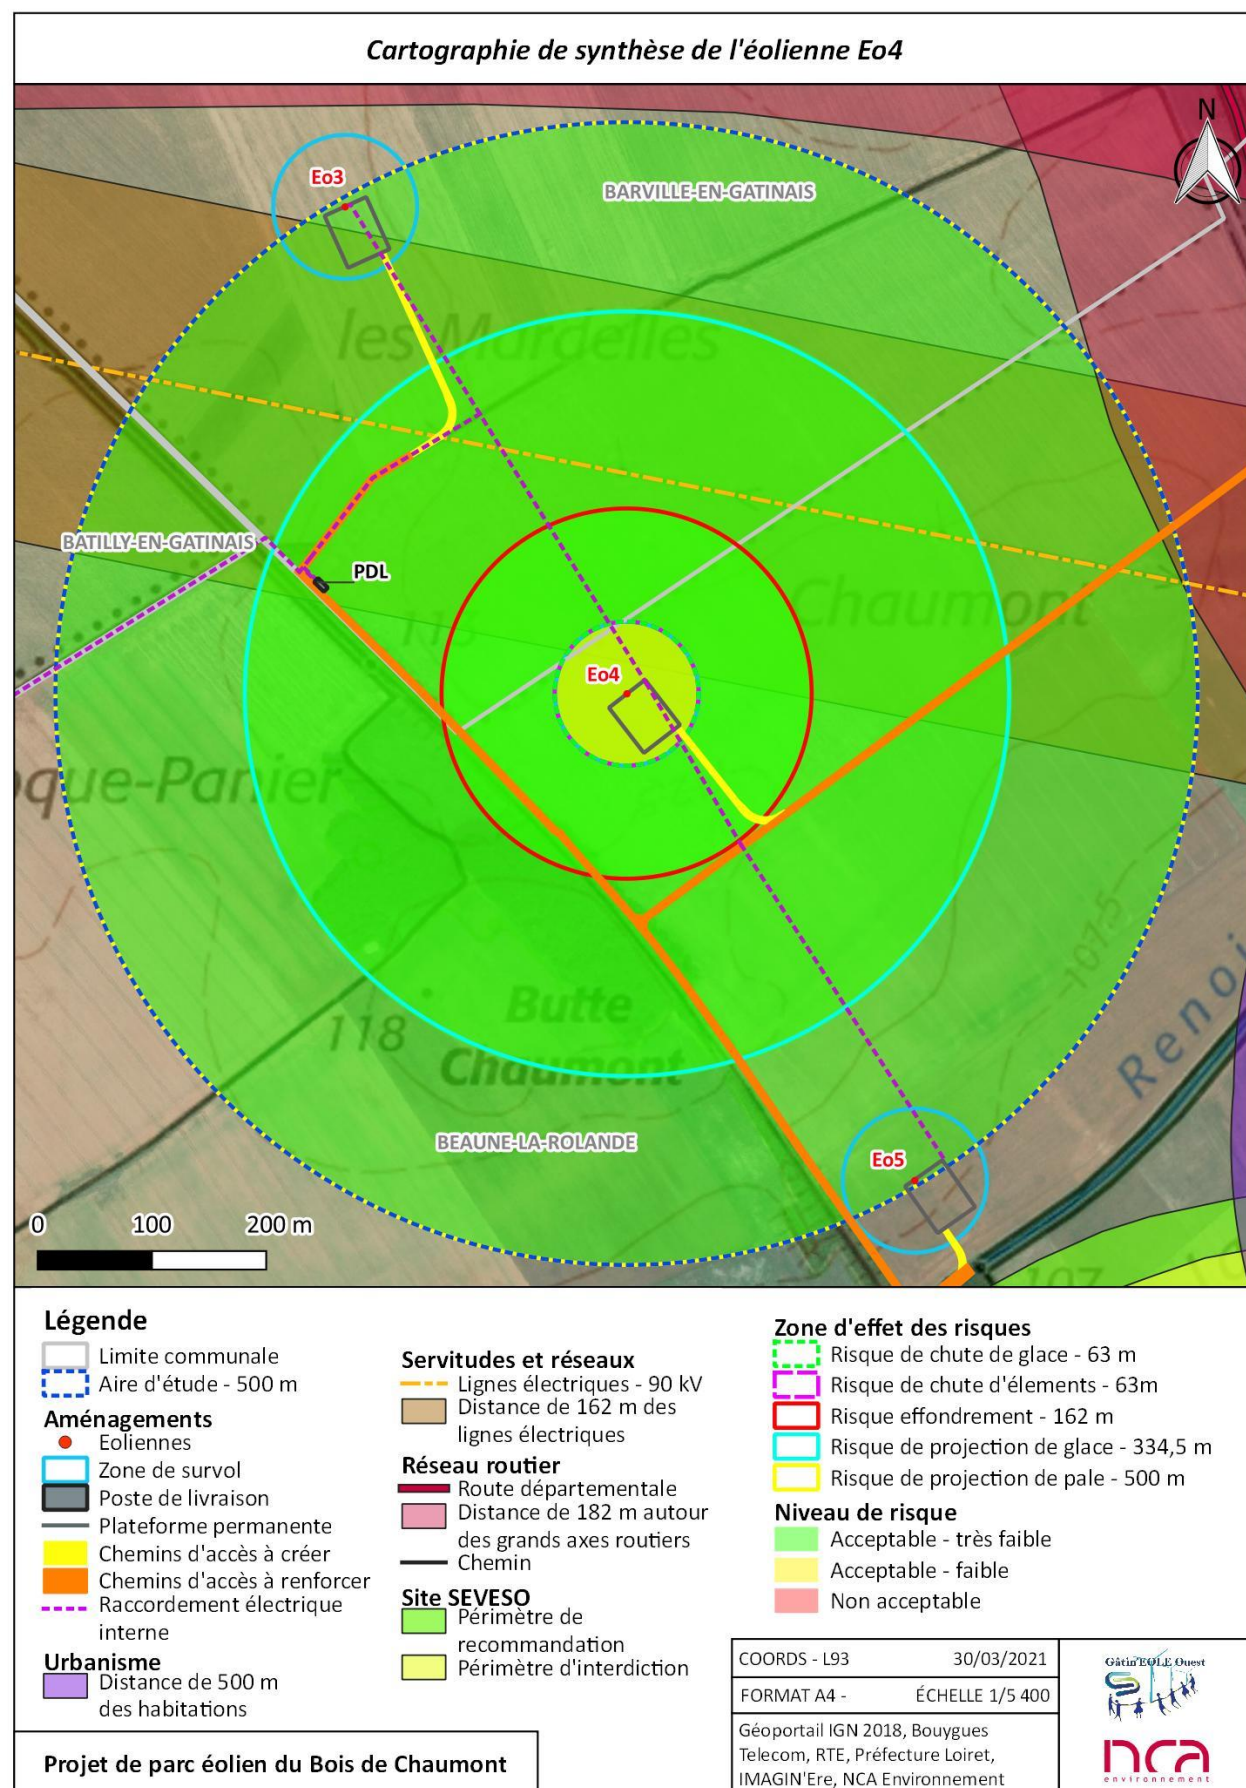 Cartographie de synthèse de l'éolienne Eo4
N
Eo3
BARVILLE-EN-GATINAIS
les Mardelles
BATILLY-EN-GATINAIS
PDL
Chaumont
Eo4
que-Panier
1075
118
Butte
Chaumont
BEAUNE-LA-ROLANDE
Renoi
Eo5
0 100 200 m
107
Légende
Limite communale
Aire d'étude - 500 m
Aménagements
Eoliennes
Zone de survol
Poste de livraison
Plateforme permanente
Chemins d'accès à créer
Chemins d'accès à renforcer
Raccordement électrique
interne
Urbanisme
Distance de 500 m
des habitations
Servitudes et réseaux
Lignes électriques - 90 kV
Distance de 162 m des
lignes électriques
Réseau routier
Route départementale
Distance de 182 m autour
des grands axes routiers
Chemin
Site SEVESO
Périmètre de
recommandation
Périmètre d'interdiction
Zone d'effet des risques
Risque de chute de glace - 63 m
Risque de chute d'élements - 63m
Risque effondrement - 162 m
Risque de projection de glace - 334,5 m
Risque de projection de pale - 500 m
Niveau de risque
Acceptable - très faible
Acceptable - faible
Non acceptable
COORDS - L93 30/03/2021
FORMAT A4 - ÉCHELLE 1/5 400
Géoportail IGN 2018, Bouygues
Telecom, RTE, Préfecture Loiret,
IMAGIN'Ere, NCA Environnement
Gâtin'EOLE Ouest
nca
environnement
Projet de parc éolien du Bois de Chaumont